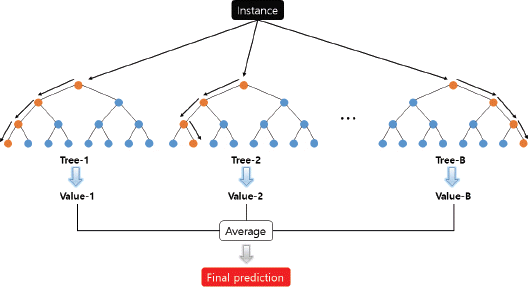 Instance
...
Tree-1 Tree-2 Tree-B
Value-1 Value-2 Value-B
Average
Final prediction